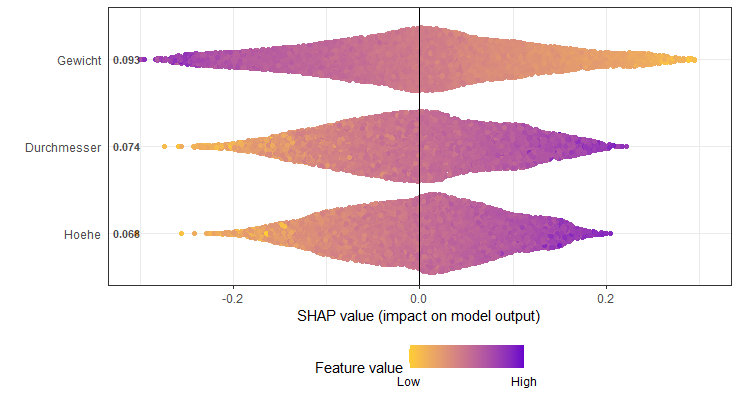 Gewicht 0.093
Durchmesser 0.074
Hoehe 0.068
-0.2 0.0 0.2
SHAP value (impact on model output)
Feature value
Low High